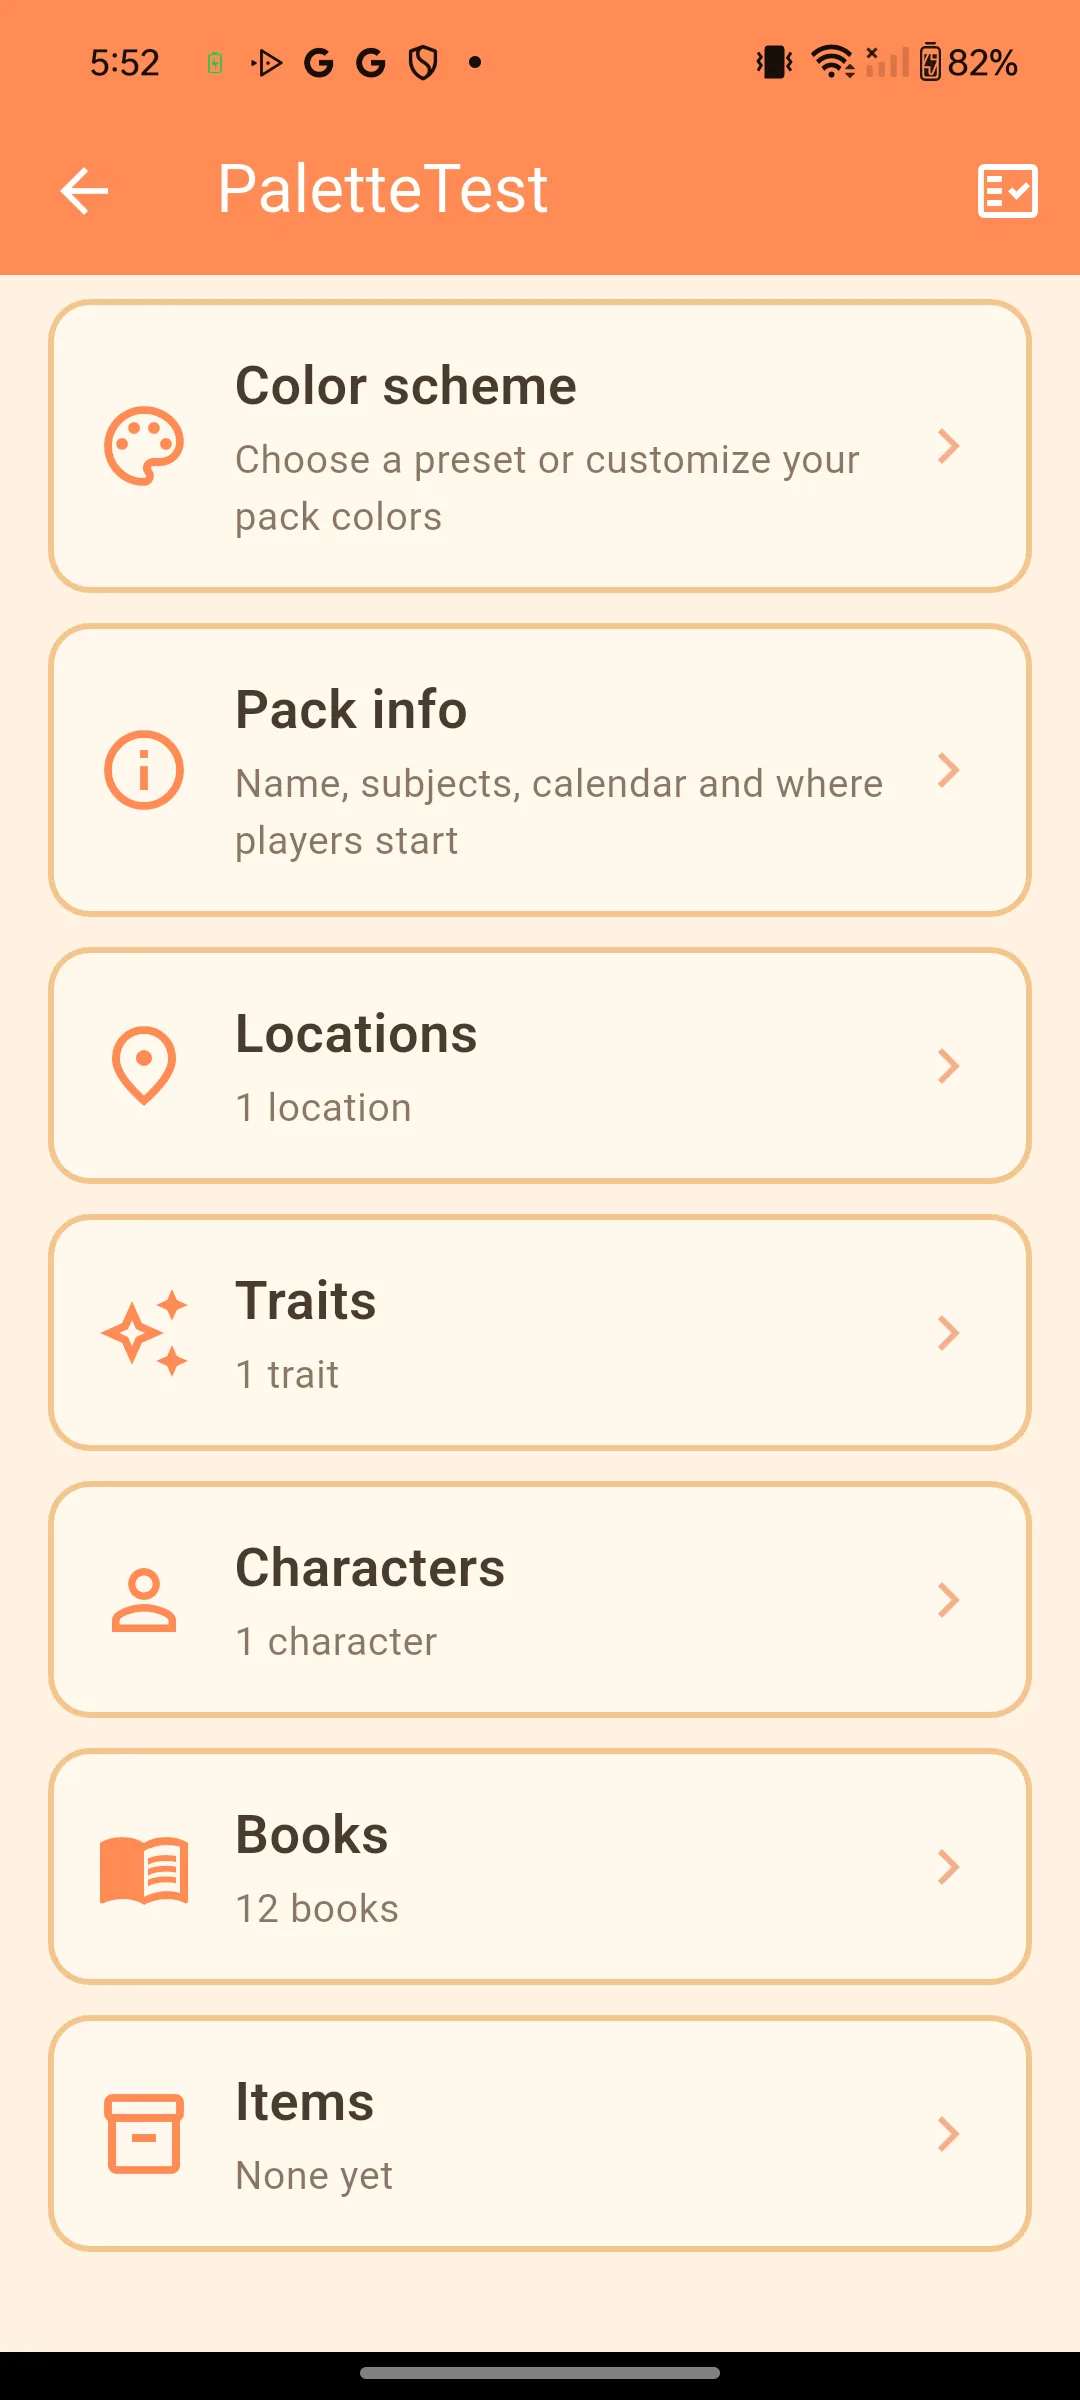 5:52
82%
PaletteTest
Color scheme
Choose a preset or customize your
pack colors
Pack info
Name, subjects, calendar and where
players start
Locations
1 location
Traits
1 trait
Characters
1 character
Books
12 books
Items
None yet